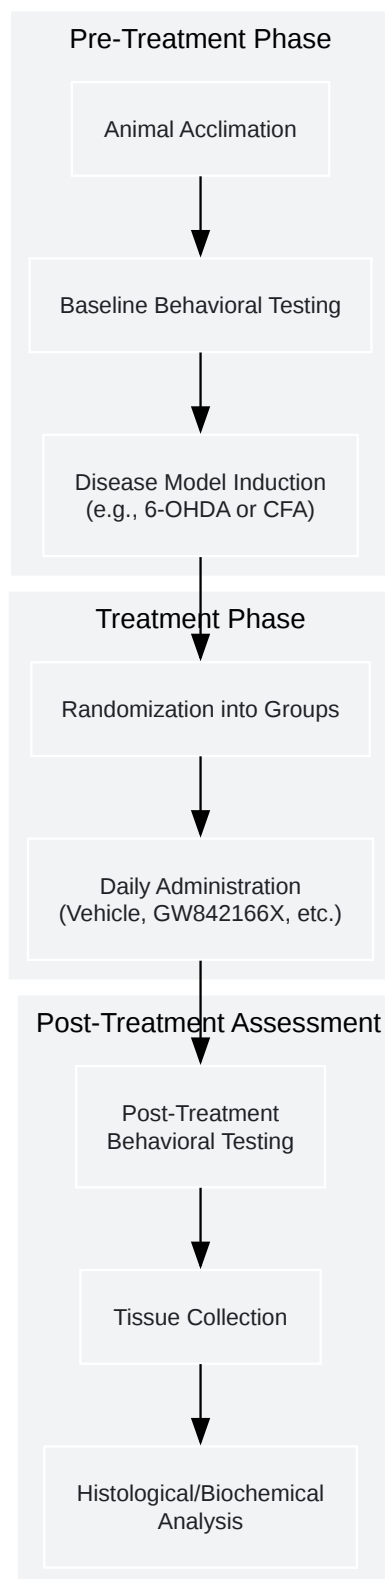 Pre-Treatment Phase
Animal Acclimation
Baseline Behavioral Testing
Disease Model Induction
(e.g., 6-OHDA or CFA)
Treatment Phase
Randomization into Groups
Daily Administration
(Vehicle, GW842166X, etc.)
Post-Treatment Assessment
Post-Treatment
Behavioral Testing
Tissue Collection
Histological/Biochemical
Analysis